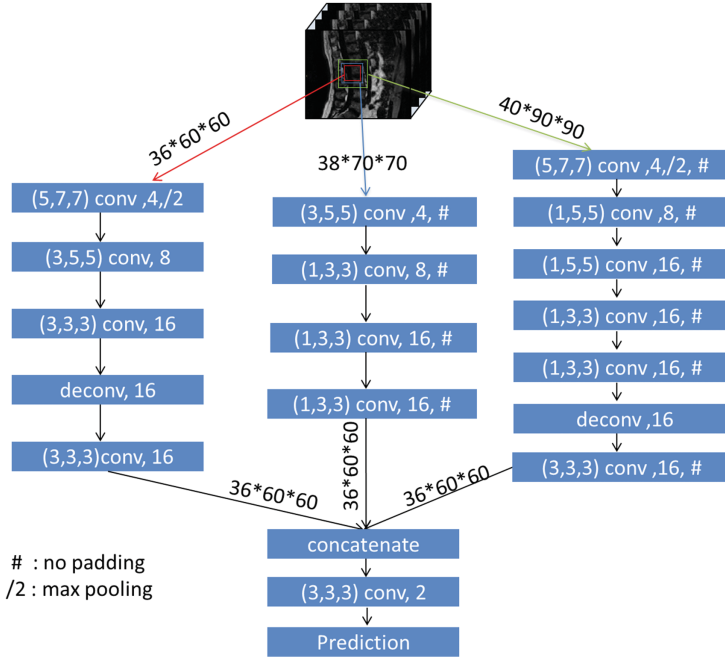 36*60*60
38*70*70
40*90*90
(5,7,7) conv ,4,/2
(3,5,5) conv, 8
(3,3,3) conv, 16
deconv, 16
(3,3,3)conv, 16
36*60*60
(3,5,5) conv ,4, #
(1,3,3) conv, 8, #
(1,3,3) conv, 16, #
(1,3,3) conv, 16, #
36*60*60
(5,7,7) conv ,4,/2, #
(1,5,5) conv ,8, #
(1,5,5) conv ,16, #
(1,3,3) conv ,16, #
(1,3,3) conv ,16, #
deconv ,16
(3,3,3) conv ,16, #
36*60*60
concatenate
(3,3,3) conv, 2
Prediction
# : no padding
/2 : max pooling